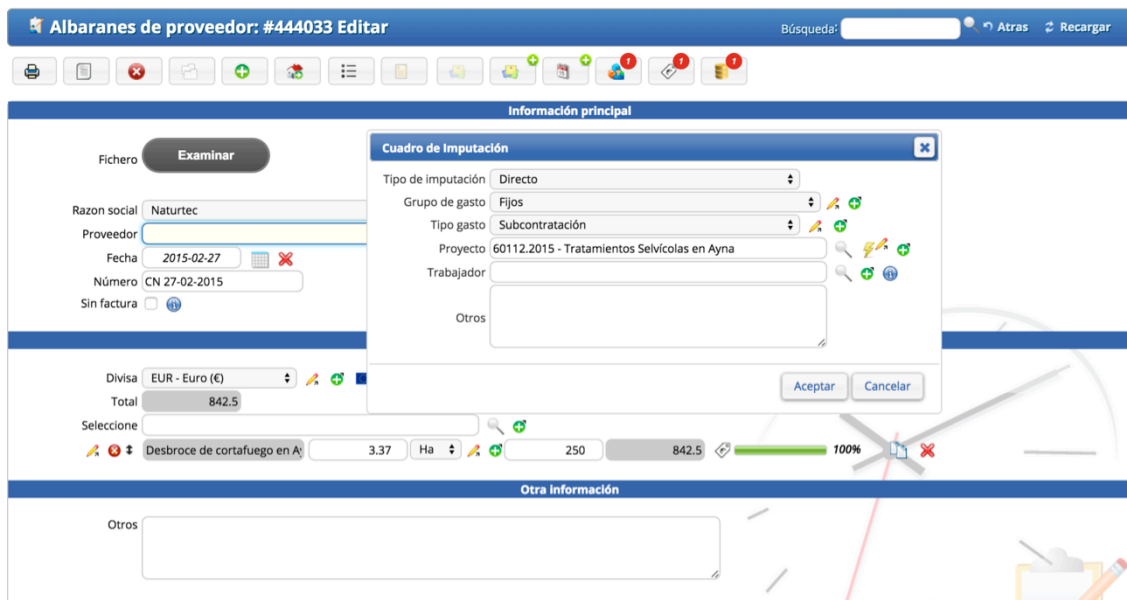 Albaranes de proveedor: #444033 Editar
Búsqueda: Atras Recargar
1 1 1
Información principal
Fichero Examinar
Razon social Naturtec
Proveedor
Fecha 2015-02-27
Número CN 27-02-2015
Sin factura
Cuadro de Imputación
Tipo de imputación Directo
Grupo de gasto Fijos
Tipo gasto Subcontratación
Proyecto 60112.2015 - Tratamientos Selvícolas en Ayna
Trabajador
Otros
Aceptar Cancelar
Divisa EUR - Euro (€)
Total 842.5
Seleccione
Desbroce de cortafuego en Ay 3.37 Ha 250 842.5 100%
Otra información
Otros